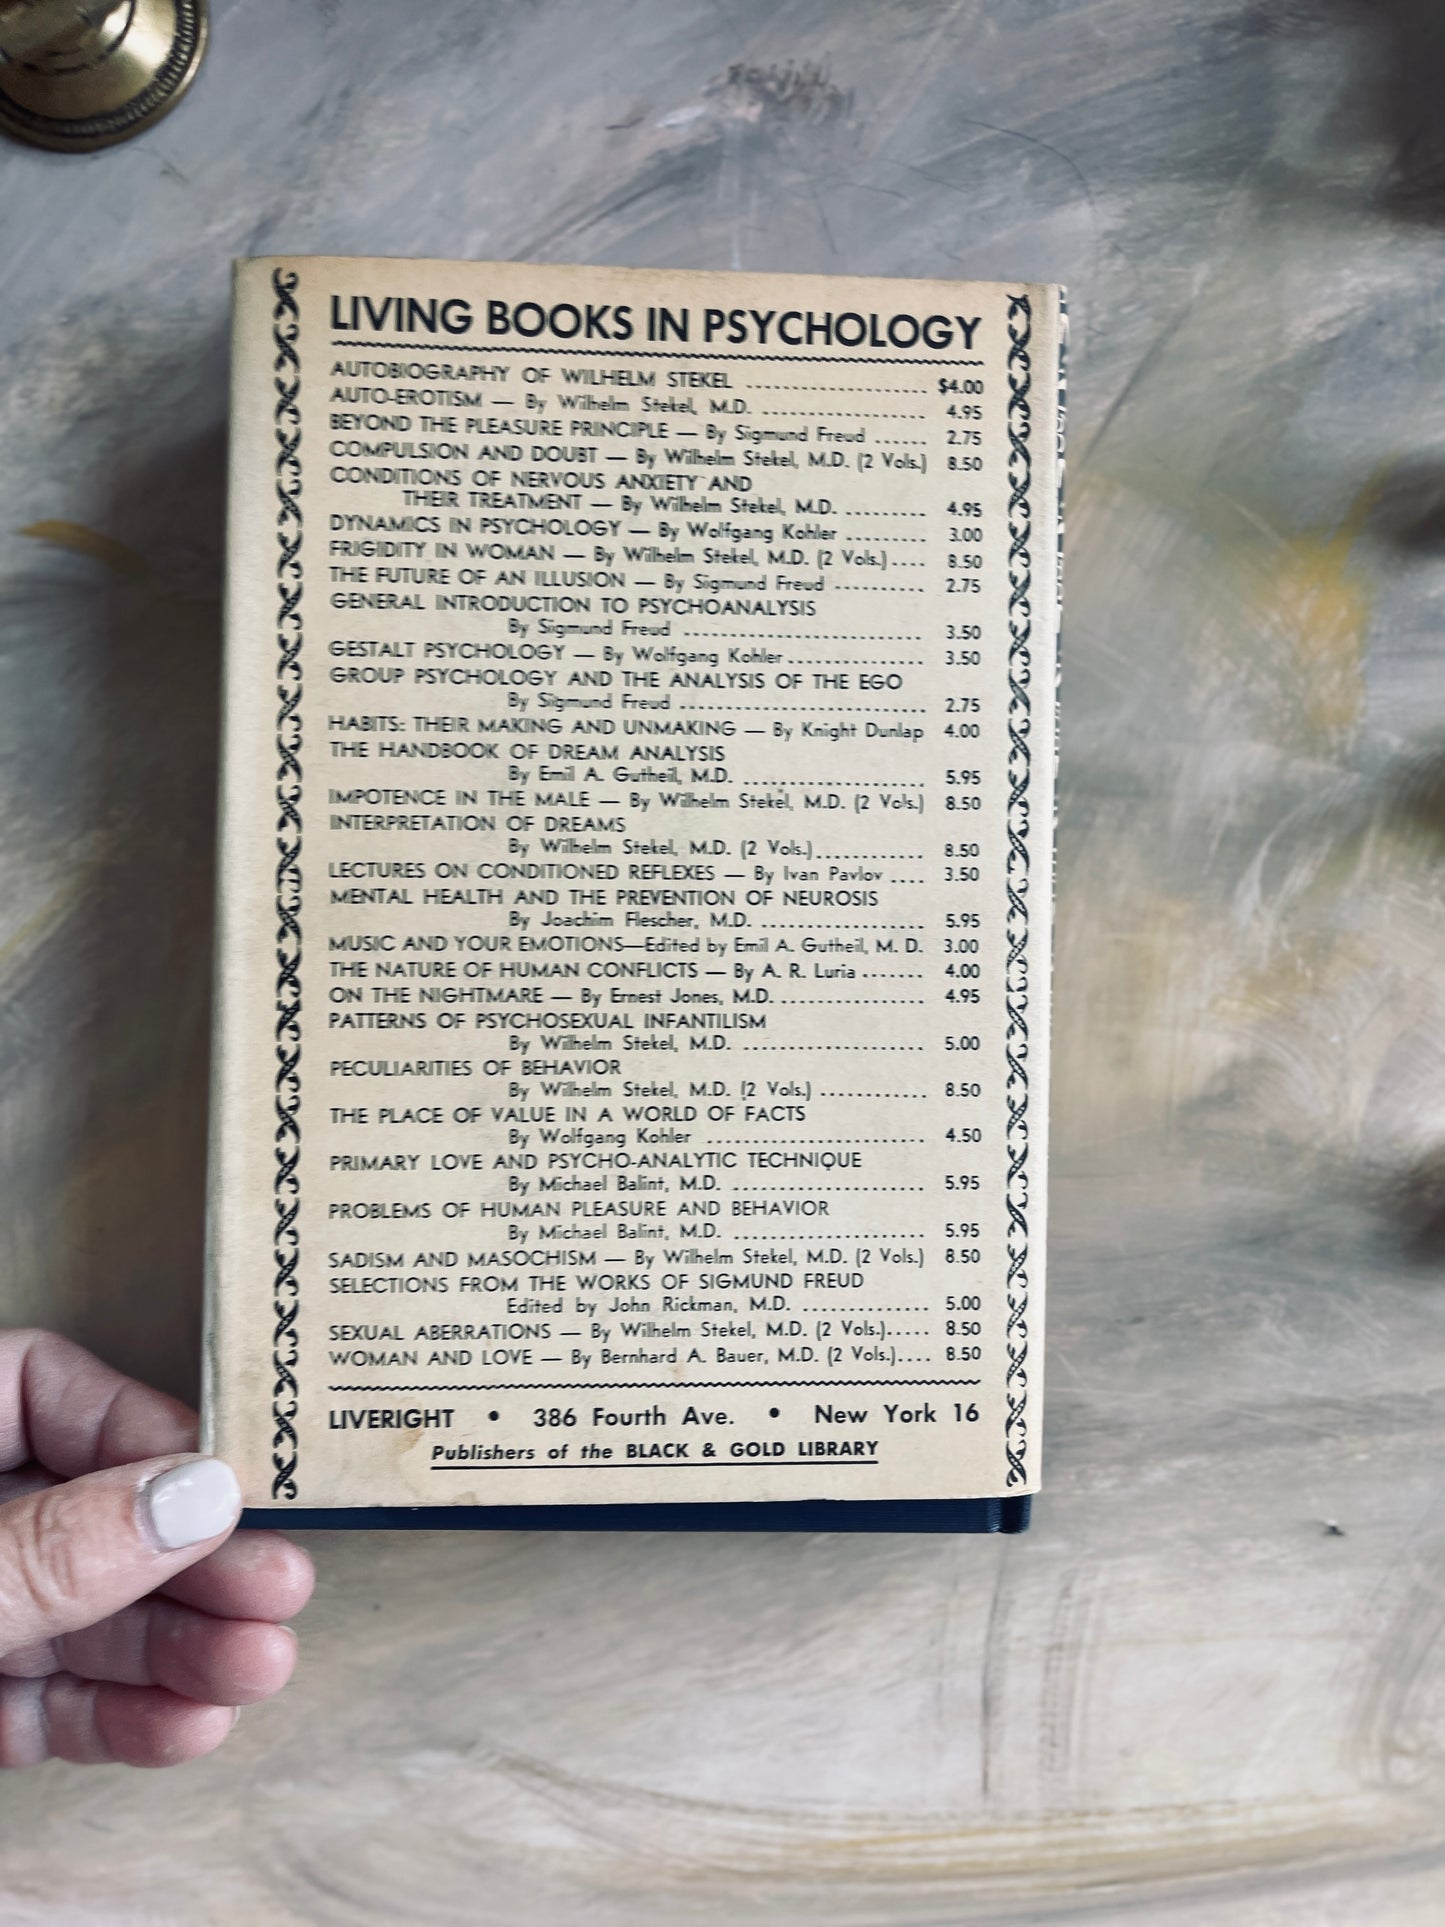 LIVING BOOKS IN PSYCHOLOGY
AUTOBIOGRAPHY OF WILHELM STEKEL .................... $4.00
AUTO-EROTISM — By Wilhelm Stekel, M.D. .................. 4.95
BEYOND THE PLEASURE PRINCIPLE — By Sigmund Freud ...... 2.75
COMPULSION AND DOUBT — By Wilhelm Stekel, M.D. (2 Vols.) 8.50
CONDITIONS OF NERVOUS ANXIETY AND
THEIR TREATMENT — By Wilhelm Stekel, M.D. ......... 4.95
DYNAMICS IN PSYCHOLOGY — By Wolfgang Kohler ......... 3.00
FRIGIDITY IN WOMAN — By Wilhelm Stekel, M.D. (2 Vols.).... 8.50
THE FUTURE OF AN ILLUSION — By Sigmund Freud .......... 2.75
GENERAL INTRODUCTION TO PSYCHOANALYSIS
By Sigmund Freud .......................... 3.50
GESTALT PSYCHOLOGY — By Wolfgang Kohler............... 3.50
GROUP PSYCHOLOGY AND THE ANALYSIS OF THE EGO
By Sigmund Freud ........................... 2.75
HABITS: THEIR MAKING AND UNMAKING — By Knight Dunlap 4.00
THE HANDBOOK OF DREAM ANALYSIS
By Emil A. Gutheil, M.D. .................... 5.95
IMPOTENCE IN THE MALE — By Wilhelm Stekel, M.D. (2 Vols.) 8.50
INTERPRETATION OF DREAMS
By Wilhelm Stekel, M.D. (2 Vols.)............ 8.50
LECTURES ON CONDITIONED REFLEXES — By Ivan Pavlov .... 3.50
MENTAL HEALTH AND THE PREVENTION OF NEUROSIS
By Joachim Flescher, M.D. .................. 5.95
MUSIC AND YOUR EMOTIONS—Edited by Emil A. Gutheil, M. D. 3.00
THE NATURE OF HUMAN CONFLICTS — By A. R. Luria ....... 4.00
ON THE NIGHTMARE — By Ernest Jones, M.D. ................ 4.95
PATTERNS OF PSYCHOSEXUAL INFANTILISM
By Wilhelm Stekel, M.D. .................... 5.00
PECULIARITIES OF BEHAVIOR
By Wilhelm Stekel, M.D. (2 Vols.) ............ 8.50
THE PLACE OF VALUE IN A WORLD OF FACTS
By Wolfgang Kohler ........................ 4.50
PRIMARY LOVE AND PSYCHO-ANALYTIC TECHNIQUE
By Michael Balint, M.D. ..................... 5.95
PROBLEMS OF HUMAN PLEASURE AND BEHAVIOR
By Michael Balint, M.D. ..................... 5.95
SADISM AND MASOCHISM — By Wilhelm Stekel, M.D. (2 Vols.) 8.50
SELECTIONS FROM THE WORKS OF SIGMUND FREUD
Edited by John Rickman, M.D. .............. 5.00
SEXUAL ABERRATIONS — By Wilhelm Stekel, M.D. (2 Vols.)..... 8.50
WOMAN AND LOVE — By Bernhard A. Bauer, M.D. (2 Vols.).... 8.50
LIVERIGHT • 386 Fourth Ave. • New York 16
Publishers of the BLACK & GOLD LIBRARY